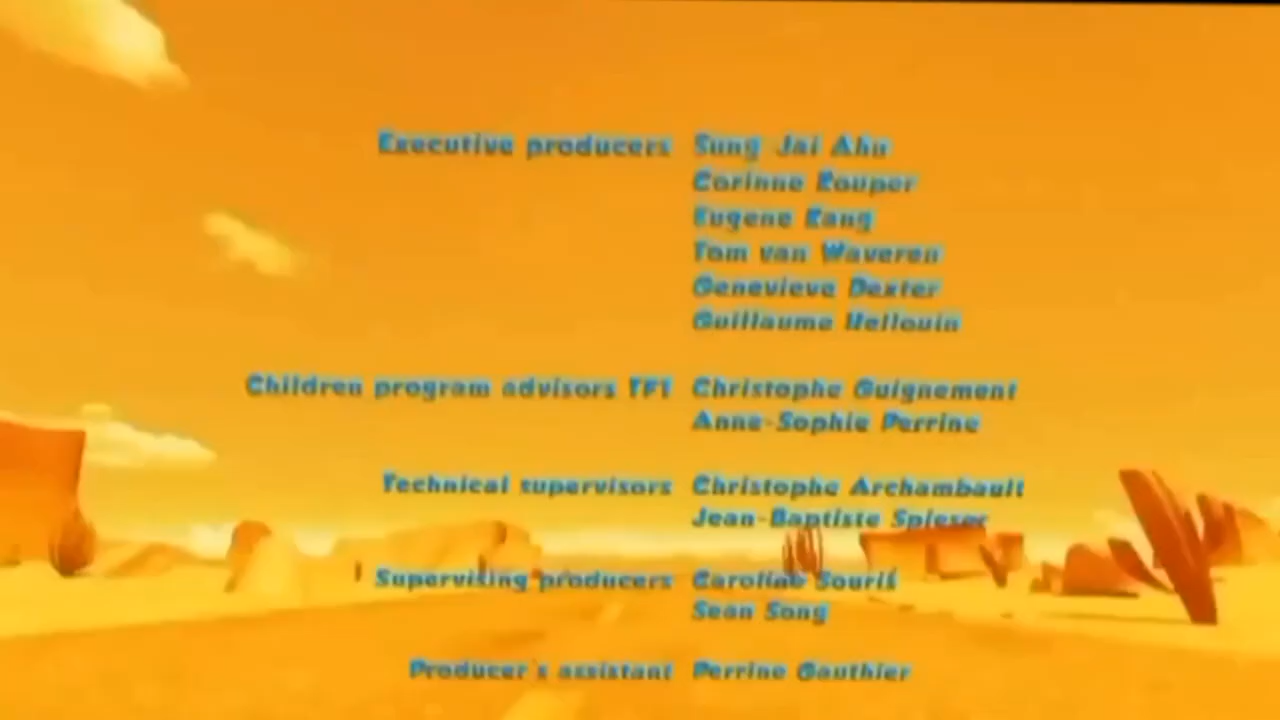 Executive producers Sung Jai Ahn
Corinne Kouper
Eugene Kang
Tom van Waveren
Genevieve Dexter
Guillaume Hellouin
Children program advisors TF1 Christophe Guignement
Anne-Sophie Perrine
Technical supervisors Christophe Archambault
Jean-Baptiste Spieser
Supervising producers Caroline Souris
Sean Song
Producer's assistant Perrine Gauthier